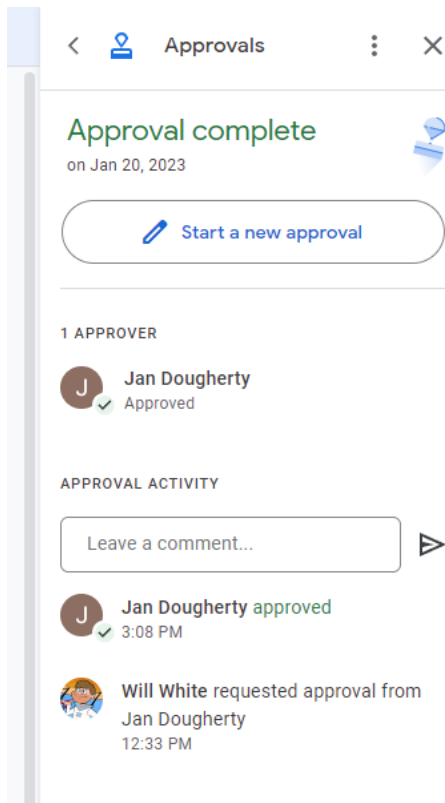 Approvals
Approval complete
on Jan 20, 2023
Start a new approval
1 APPROVER
J
Jan Dougherty
Approved
APPROVAL ACTIVITY
Leave a comment...
J
Jan Dougherty approved
3:08 PM
Will White requested approval from
Jan Dougherty
12:33 PM